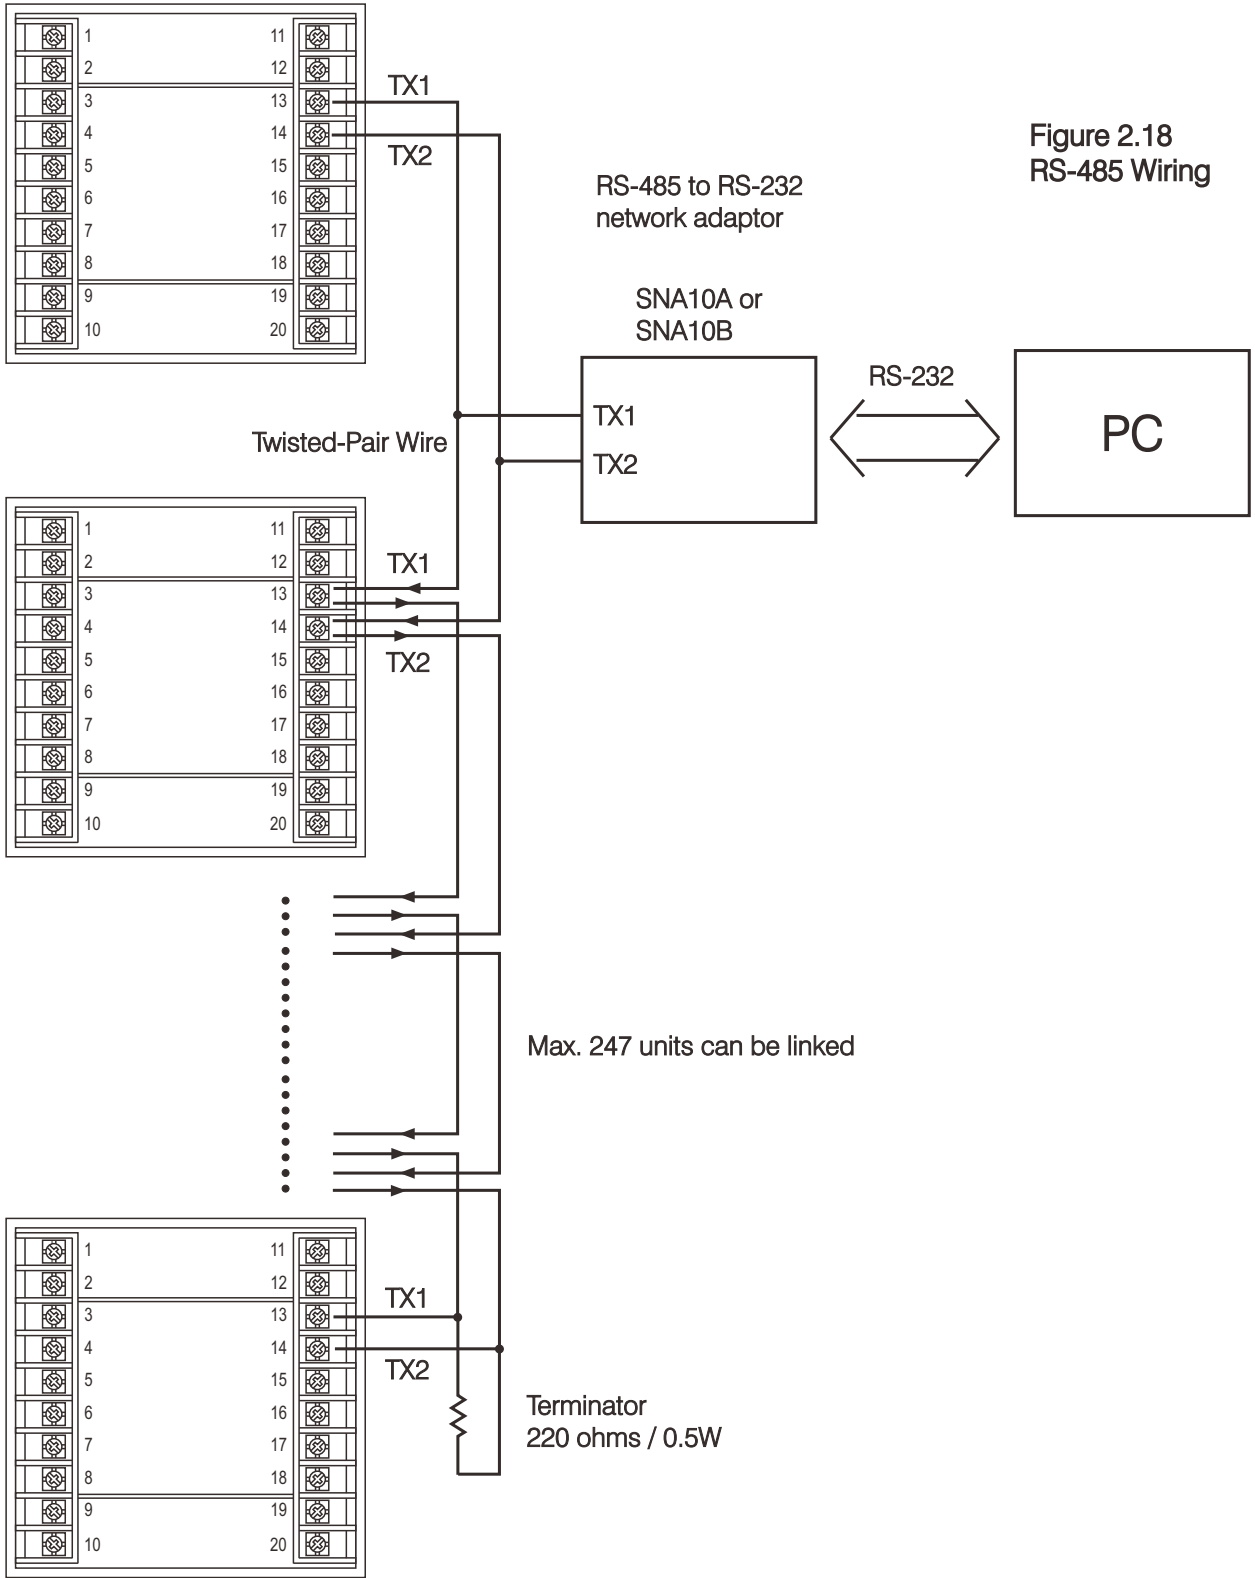 1 11
2 12
3 13
4 14
5 15
6 16
7 17
8 18
9 19
10 20
TX1
TX2
Figure 2.18
RS-485 Wiring
RS-485 to RS-232
network adaptor
SNA10A or
SNA10B
TX1
TX2
RS-232
PC
Twisted-Pair Wire
1 11
2 12
3 13
4 14
5 15
6 16
7 17
8 18
9 19
10 20
TX1
TX2
Max. 247 units can be linked
1 11
2 12
3 13
4 14
5 15
6 16
7 17
8 18
9 19
10 20
TX1
TX2
Terminator
220 ohms / 0.5W